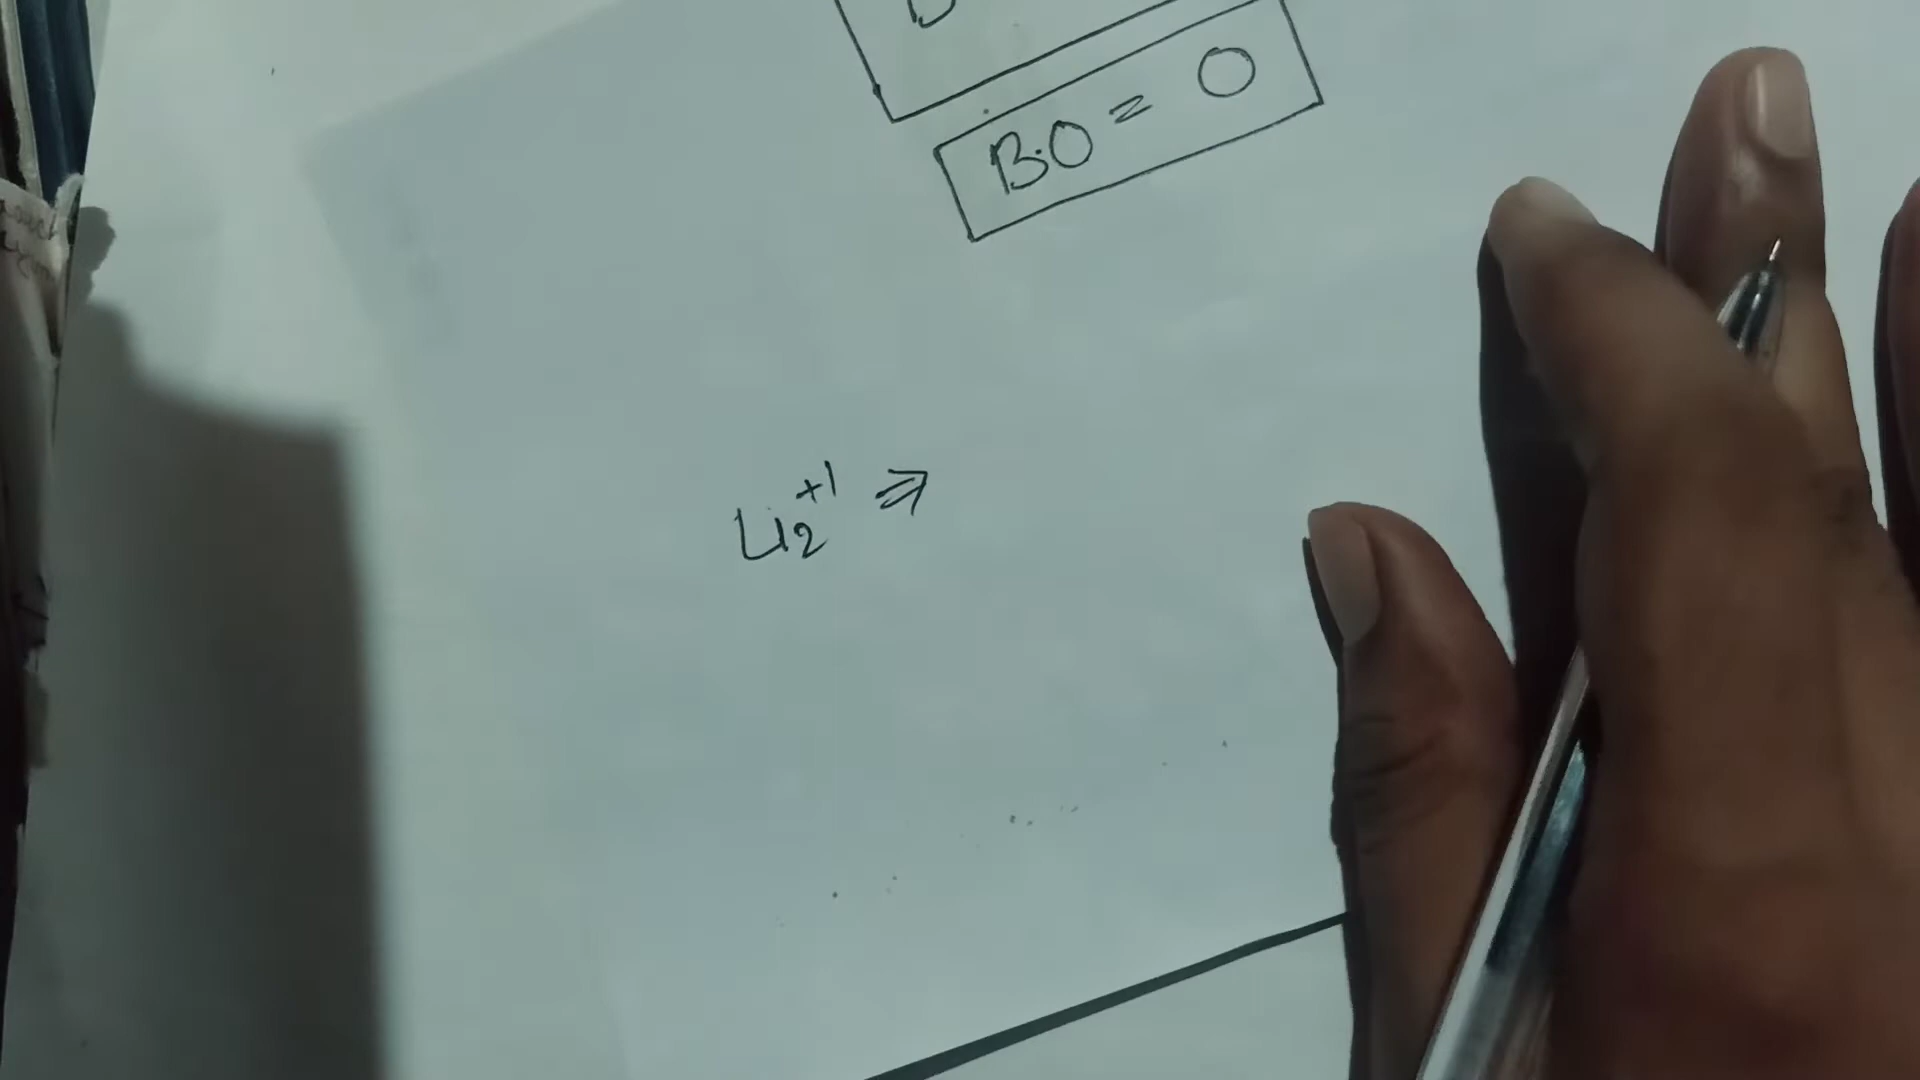 B.O = 0
Li₂⁺¹ ⇒